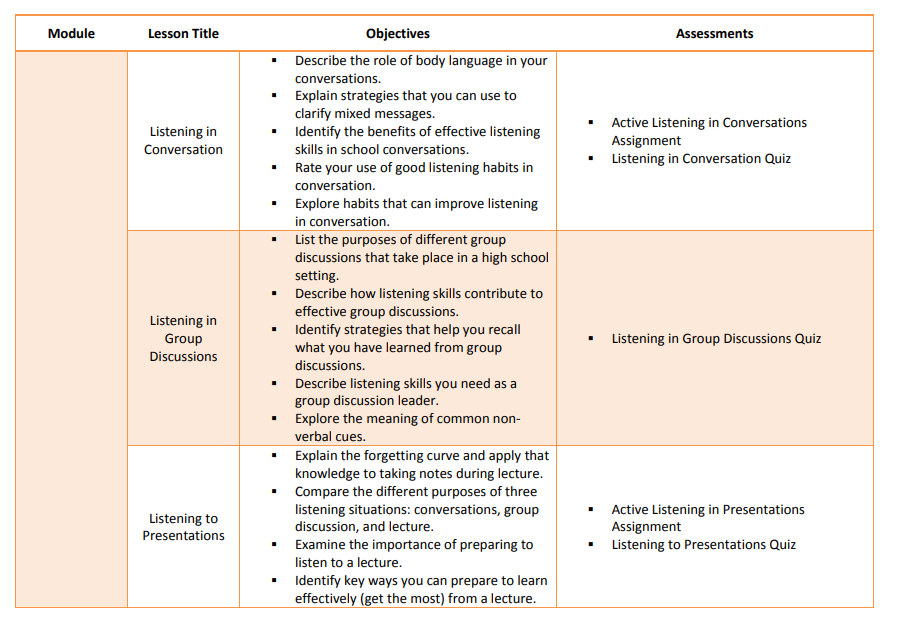 Module Lesson Title Objectives Assessments
Listening in
Conversation
▪ Describe the role of body language in your
conversations.
▪ Explain strategies that you can use to
clarify mixed messages.
▪ Identify the benefits of effective listening
skills in school conversations.
▪ Rate your use of good listening habits in
conversation.
▪ Explore habits that can improve listening
in conversation.
▪ Active Listening in Conversations
Assignment
▪ Listening in Conversation Quiz
Listening in
Group
Discussions
▪ List the purposes of different group
discussions that take place in a high school
setting.
▪ Describe how listening skills contribute to
effective group discussions.
▪ Identify strategies that help you recall
what you have learned from group
discussions.
▪ Describe listening skills you need as a
group discussion leader.
▪ Explore the meaning of common non-
verbal cues.
▪ Listening in Group Discussions Quiz
Listening to
Presentations
▪ Explain the forgetting curve and apply that
knowledge to taking notes during lecture.
▪ Compare the different purposes of three
listening situations: conversations, group
discussion, and lecture.
▪ Examine the importance of preparing to
listen to a lecture.
▪ Identify key ways you can prepare to learn
effectively (get the most) from a lecture.
▪ Active Listening in Presentations
Assignment
▪ Listening to Presentations Quiz